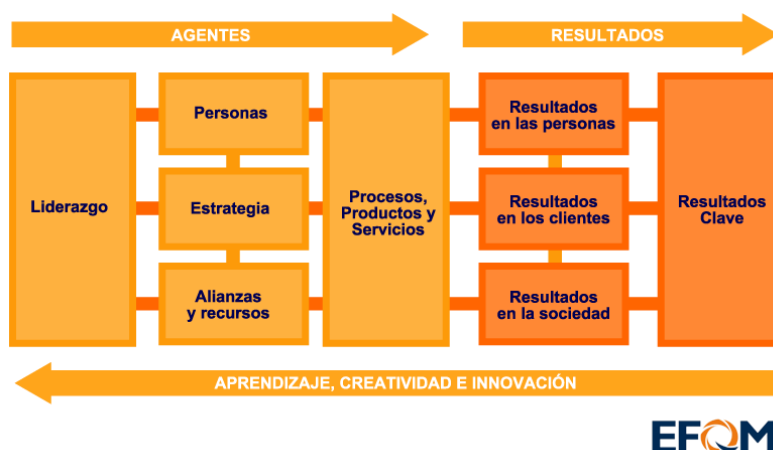 AGENTES
RESULTADOS
Liderazgo
Personas
Estrategia
Alianzas
y recursos
Procesos,
Productos y
Servicios
Resultados
en las personas
Resultados
en los clientes
Resultados
en la sociedad
Resultados
Clave
APRENDIZAJE, CREATIVIDAD E INNOVACIÓN
EFQM